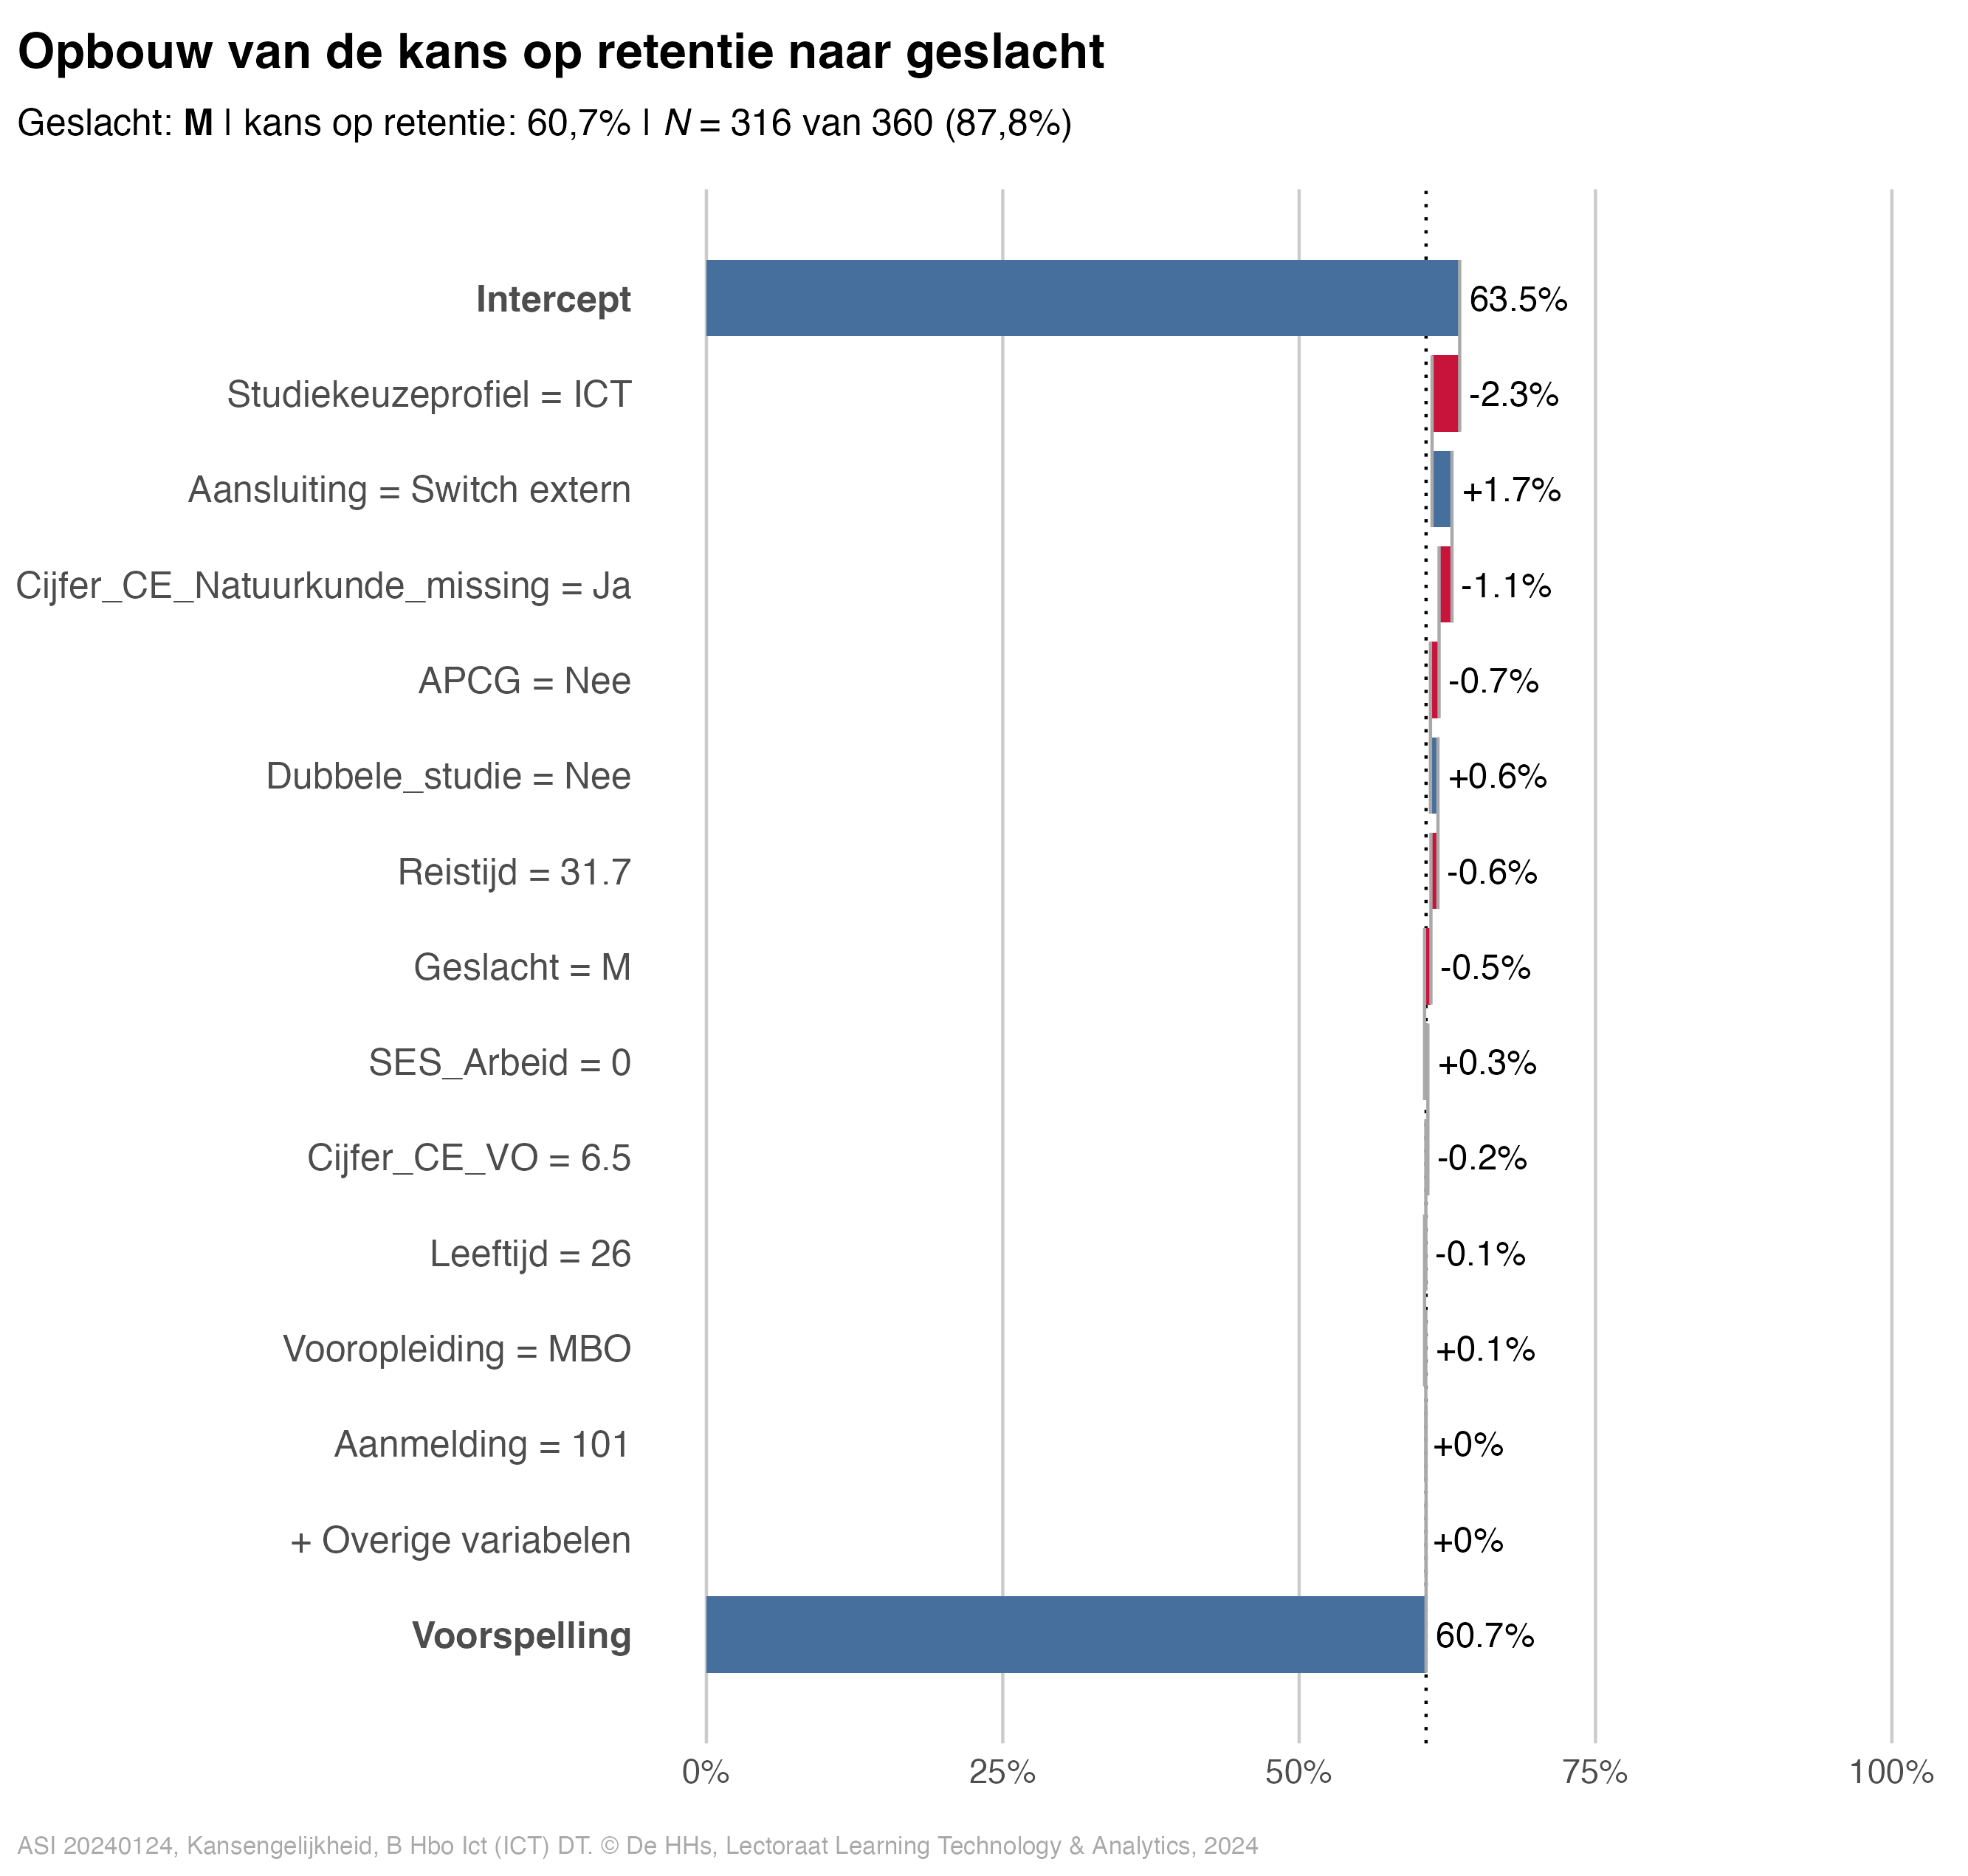 Opbouw van de kans op retentie naar geslacht
Geslacht: M | kans op retentie: 60,7% | N = 316 van 360 (87,8%)
Intercept 63.5%
Studiekeuzeprofiel = ICT -2.3%
Aansluiting = Switch extern +1.7%
Cijfer_CE_Natuurkunde_missing = Ja -1.1%
APCG = Nee -0.7%
Dubbele_studie = Nee +0.6%
Reistijd = 31.7 -0.6%
Geslacht = M -0.5%
SES_Arbeid = 0 +0.3%
Cijfer_CE_VO = 6.5 -0.2%
Leeftijd = 26 -0.1%
Vooropleiding = MBO +0.1%
Aanmelding = 101 +0%
+ Overige variabelen +0%
Voorspelling 60.7%
0% 25% 50% 75% 100%
ASI 20240124, Kansengelijkheid, B Hbo Ict (ICT) DT. © De HHs, Lectoraat Learning Technology & Analytics, 2024